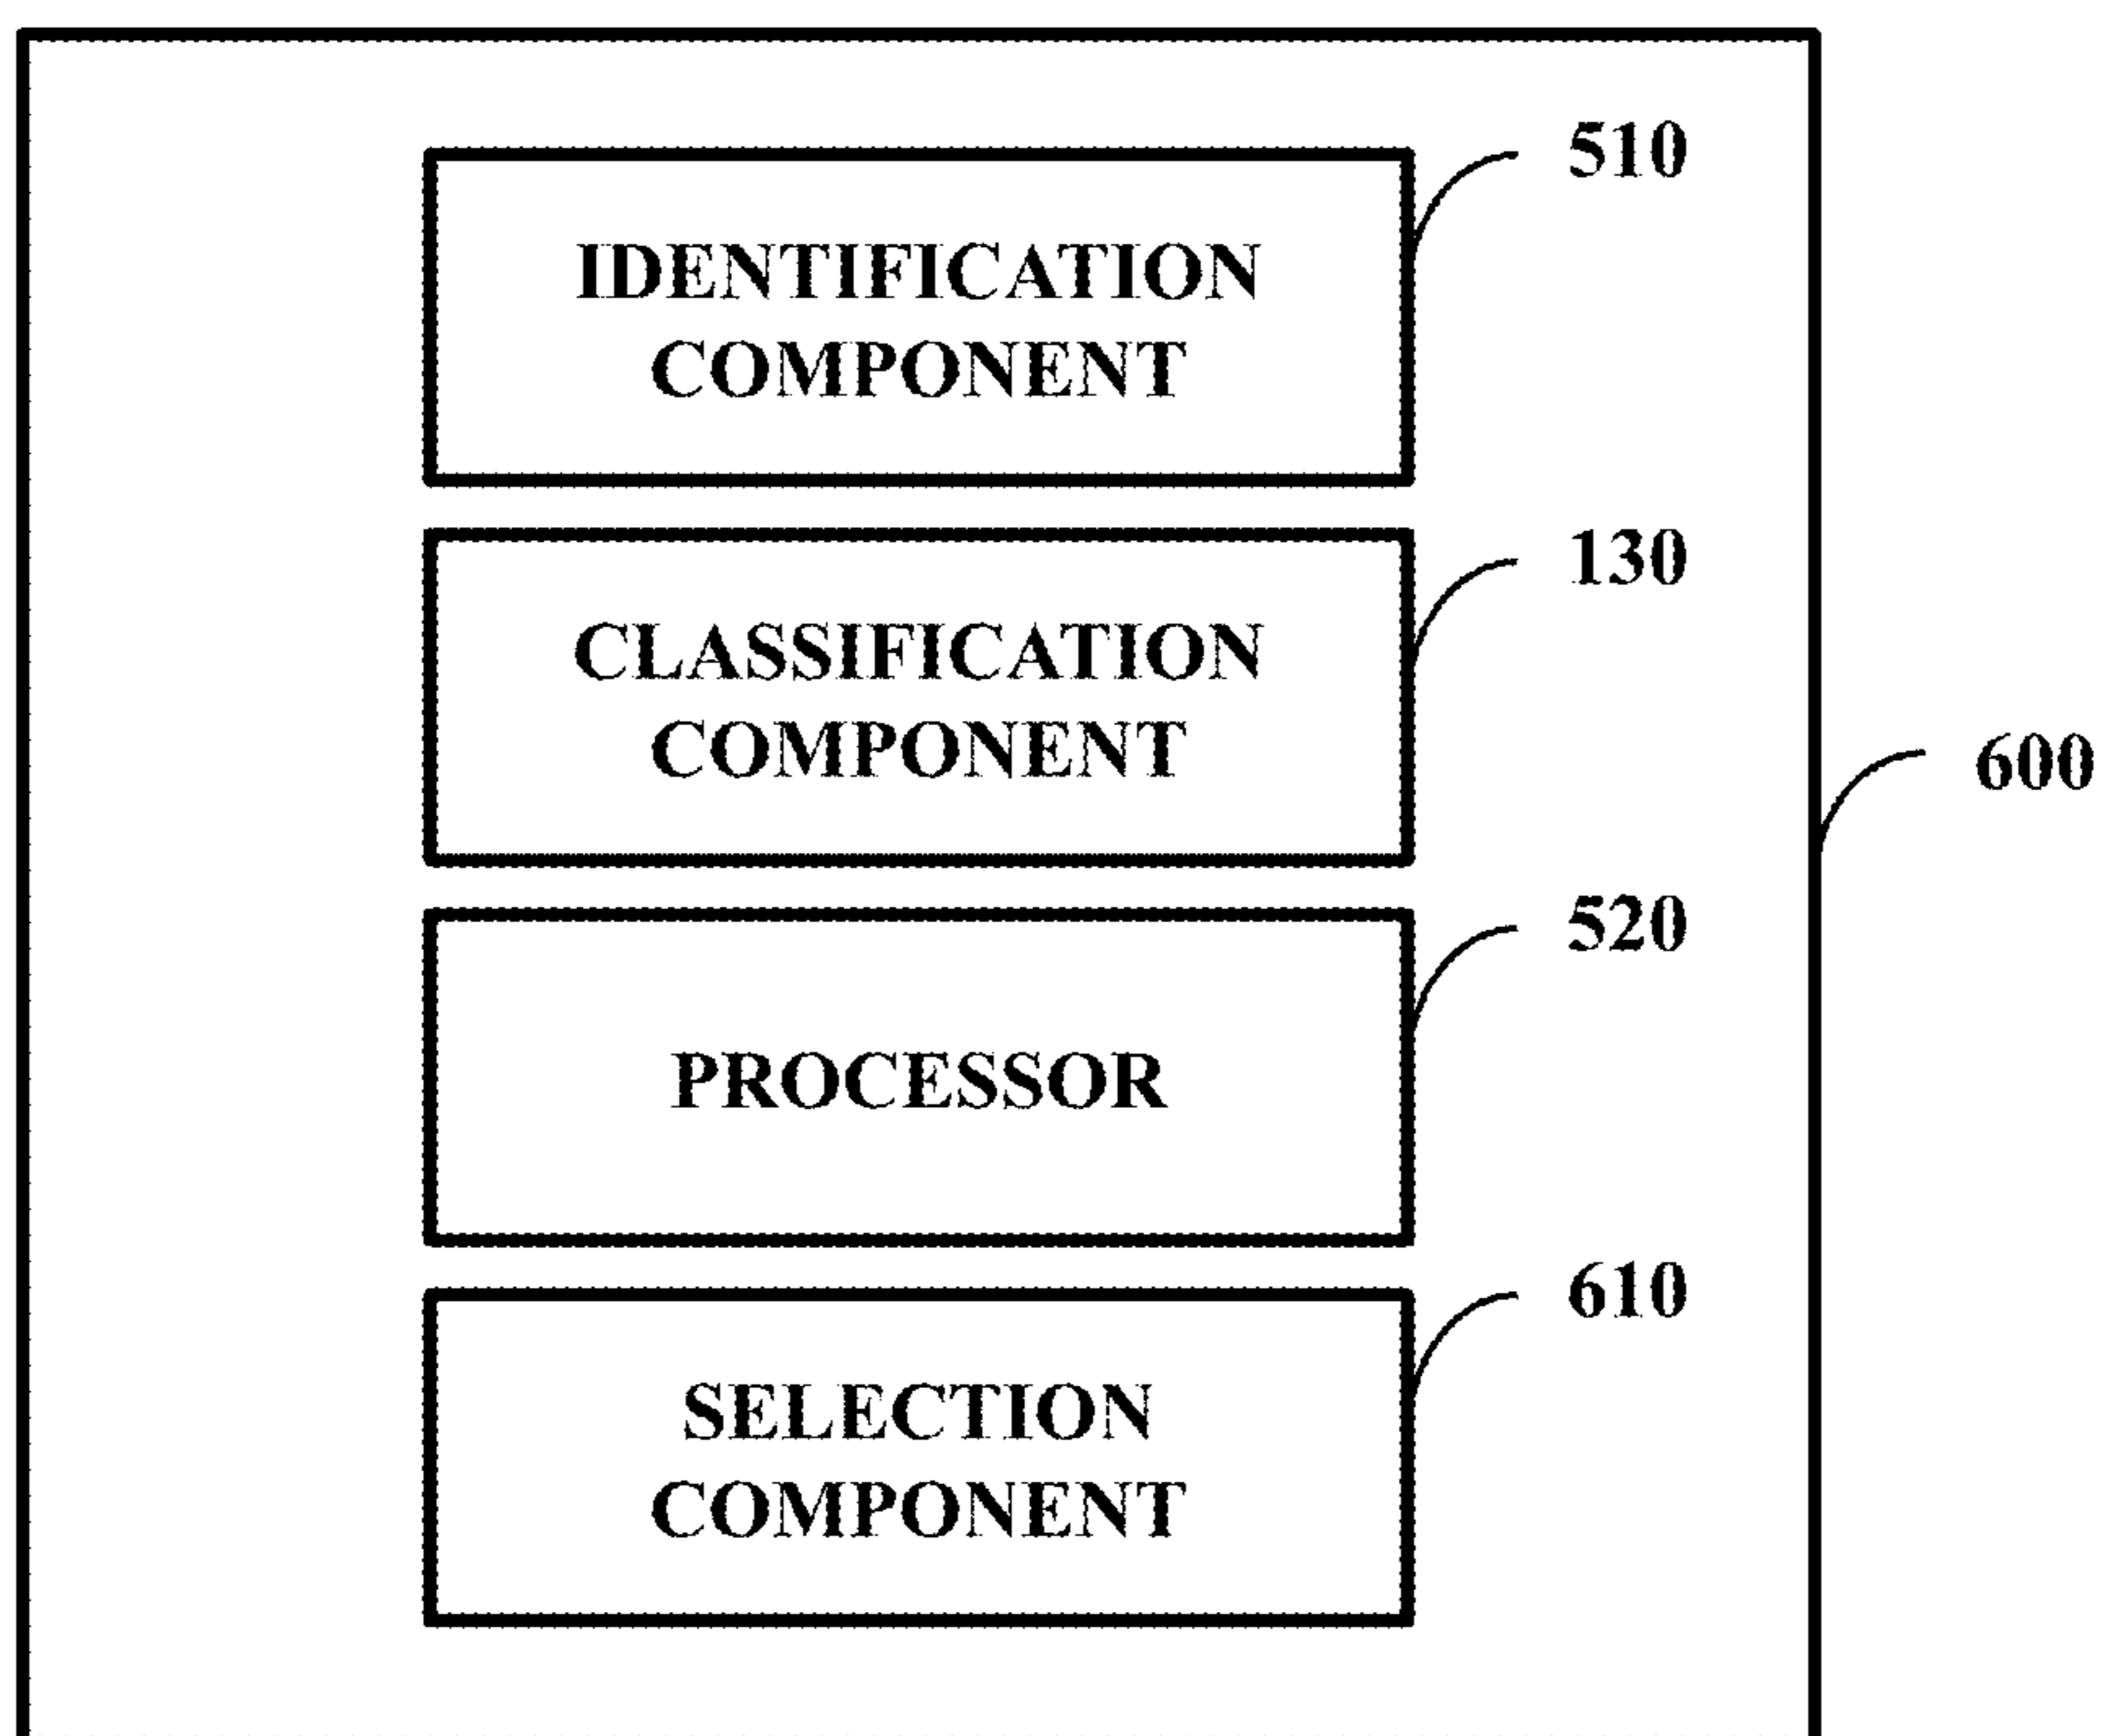 510
IDENTIFICATION
COMPONENT
130
CLASSIFICATION
COMPONENT
600
520
PROCESSOR
610
SELECTION
COMPONENT